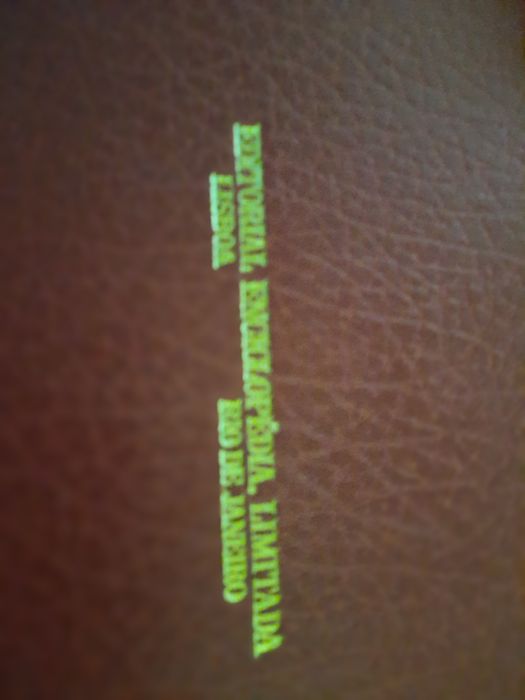 EDITORIAL ENCICLOPÉDIA, LIMITADA
LISBOA RIO DE JANEIRO